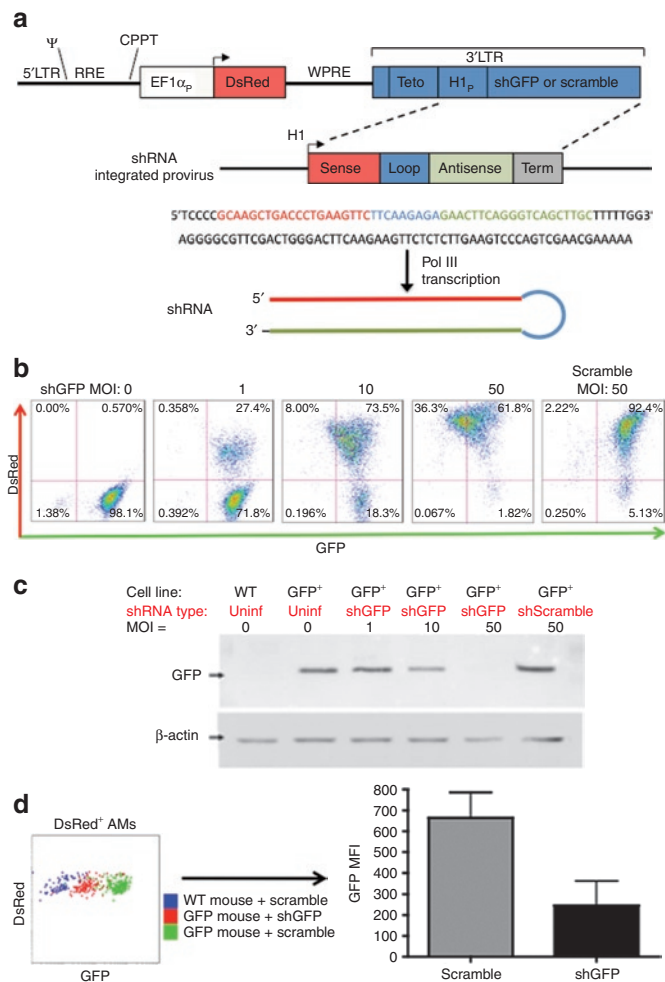 a
Ψ CPPT 3′LTR
5′LTR RRE WPRE
EF1αP DsRed Teto H1P shGFP or scramble
H1
shRNA
integrated provirus
Sense Loop Antisense Term
5'TCCCCGCAAGCTGACCCTGAAGTTCTTCAAGAGAGAACTTCAGGGTCAGCTTGCTTTTTGG3'
AGGGGCGTTCGACTGGGACTTCAAGAAGTTCTCTCTTGAAGTCCCAGTCGAACGAAAAA
Pol III
transcription
shRNA
5′
3′
b
shGFP MOI: 0 1 10 50 Scramble
MOI: 50
0.00% 0.570% 0.358% 27.4% 8.00% 73.5% 36.3% 61.8% 2.22% 92.4%
DsRed
1.38% 98.1% 0.392% 71.8% 0.196% 18.3% 0.067% 1.82% 0.250% 5.13%
GFP
c
Cell line: WT GFP+ GFP+ GFP+ GFP+ GFP+
shRNA type: Uninf Uninf shGFP shGFP shGFP shScramble
MOI = 0 0 1 10 50 50
GFP
β-actin
d
DsRed+ AMs
DsRed
GFP
WT mouse + scramble
GFP mouse + shGFP
GFP mouse + scramble
GFP MFI
800
700
600
500
400
300
200
100
0
Scramble shGFP